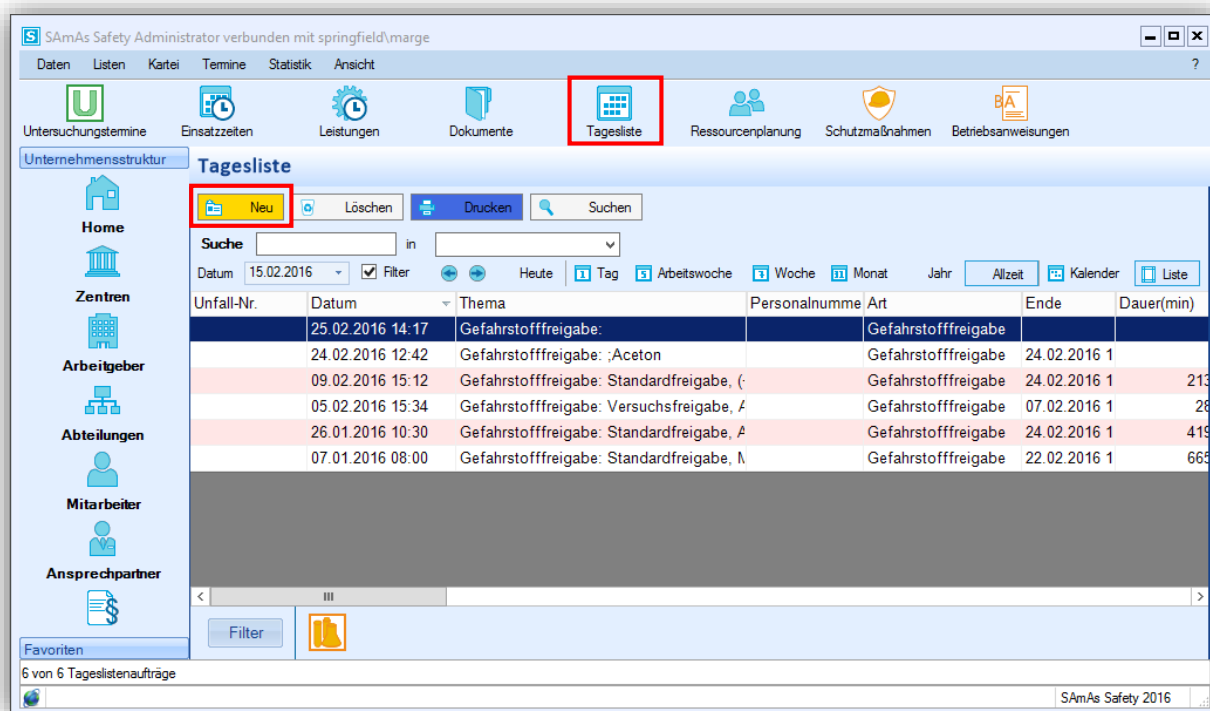 SAmAs Safety Administrator verbunden mit springfield\marge
Daten Listen Kartei Termine Statistik Ansicht ?
Untersuchungstermine Einsatzzeiten Leistungen Dokumente Tagesliste Ressourcenplanung Schutzmaßnahmen Betriebsanweisungen
Unternehmensstruktur
Home
Zentren
Arbeitgeber
Abteilungen
Mitarbeiter
Ansprechpartner
Favoriten
Tagesliste
Neu Löschen Drucken Suchen
Suche in
Datum 15.02.2016 Filter Heute 1 Tag 5 Arbeitswoche 7 Woche 31 Monat Jahr Allzeit Kalender Liste
Unfall-Nr. Datum Thema Personalnumme Art Ende Dauer(min)
25.02.2016 14:17 Gefahrstofffreigabe: Gefahrstofffreigabe
24.02.2016 12:42 Gefahrstofffreigabe: ;Aceton Gefahrstofffreigabe 24.02.2016 1
09.02.2016 15:12 Gefahrstofffreigabe: Standardfreigabe, (- Gefahrstofffreigabe 24.02.2016 1 213
05.02.2016 15:34 Gefahrstofffreigabe: Versuchsfreigabe, A Gefahrstofffreigabe 07.02.2016 1 28
26.01.2016 10:30 Gefahrstofffreigabe: Standardfreigabe, A Gefahrstofffreigabe 24.02.2016 1 419
07.01.2016 08:00 Gefahrstofffreigabe: Standardfreigabe, Gefahrstofffreigabe 22.02.2016 1 665
Filter
6 von 6 Tageslistenaufträge
SAmAs Safety 2016